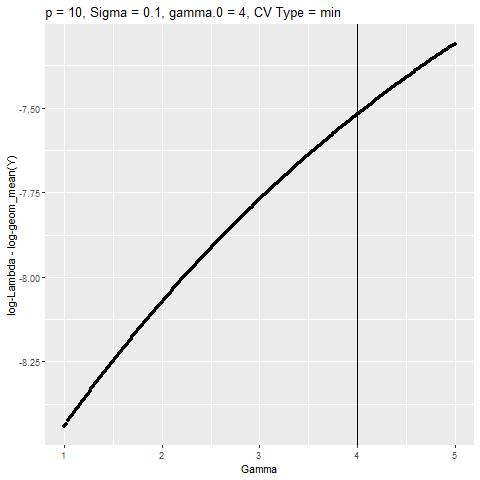 p = 10, Sigma = 0.1, gamma.0 = 4, CV Type = min
log-Lambda - log-geom_mean(Y)
-7.50
-7.75
-8.00
-8.25
1 2 3 4 5
Gamma